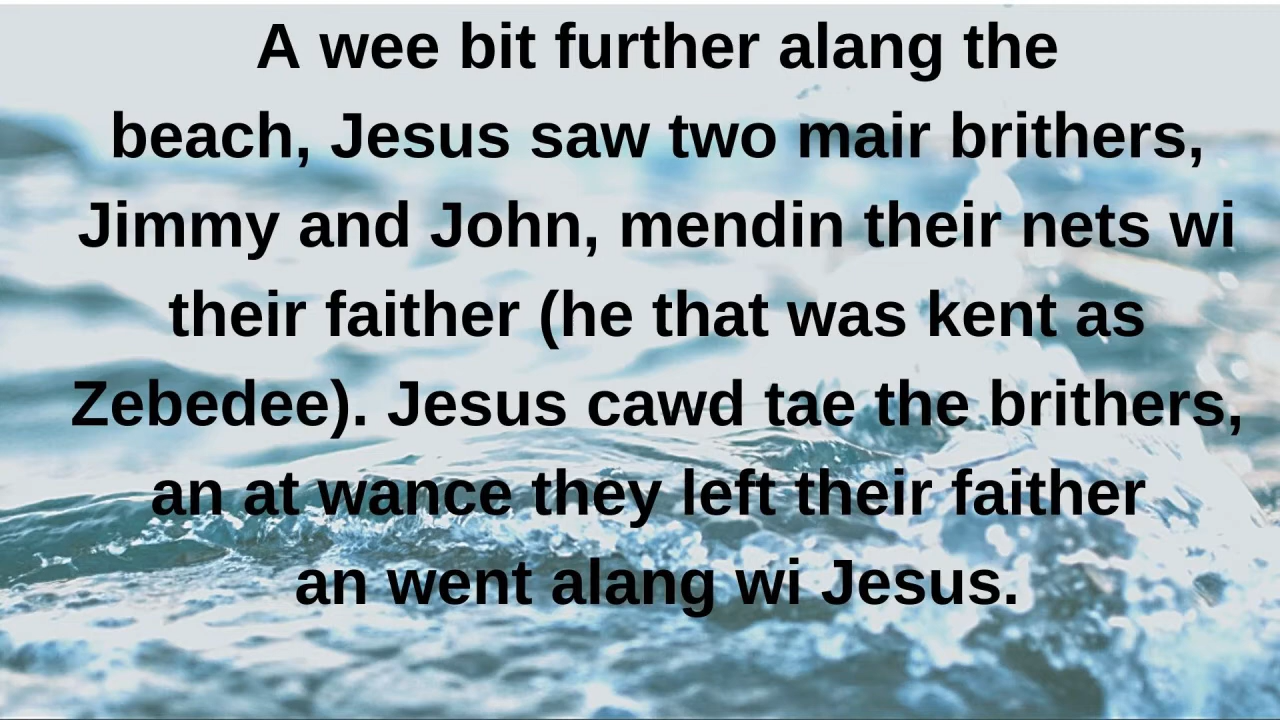 A wee bit further alang the
beach, Jesus saw two mair brithers,
Jimmy and John, mendin their nets wi
their faither (he that was kent as
Zebedee). Jesus cawd tae the brithers,
an at wance they left their faither
an went alang wi Jesus.